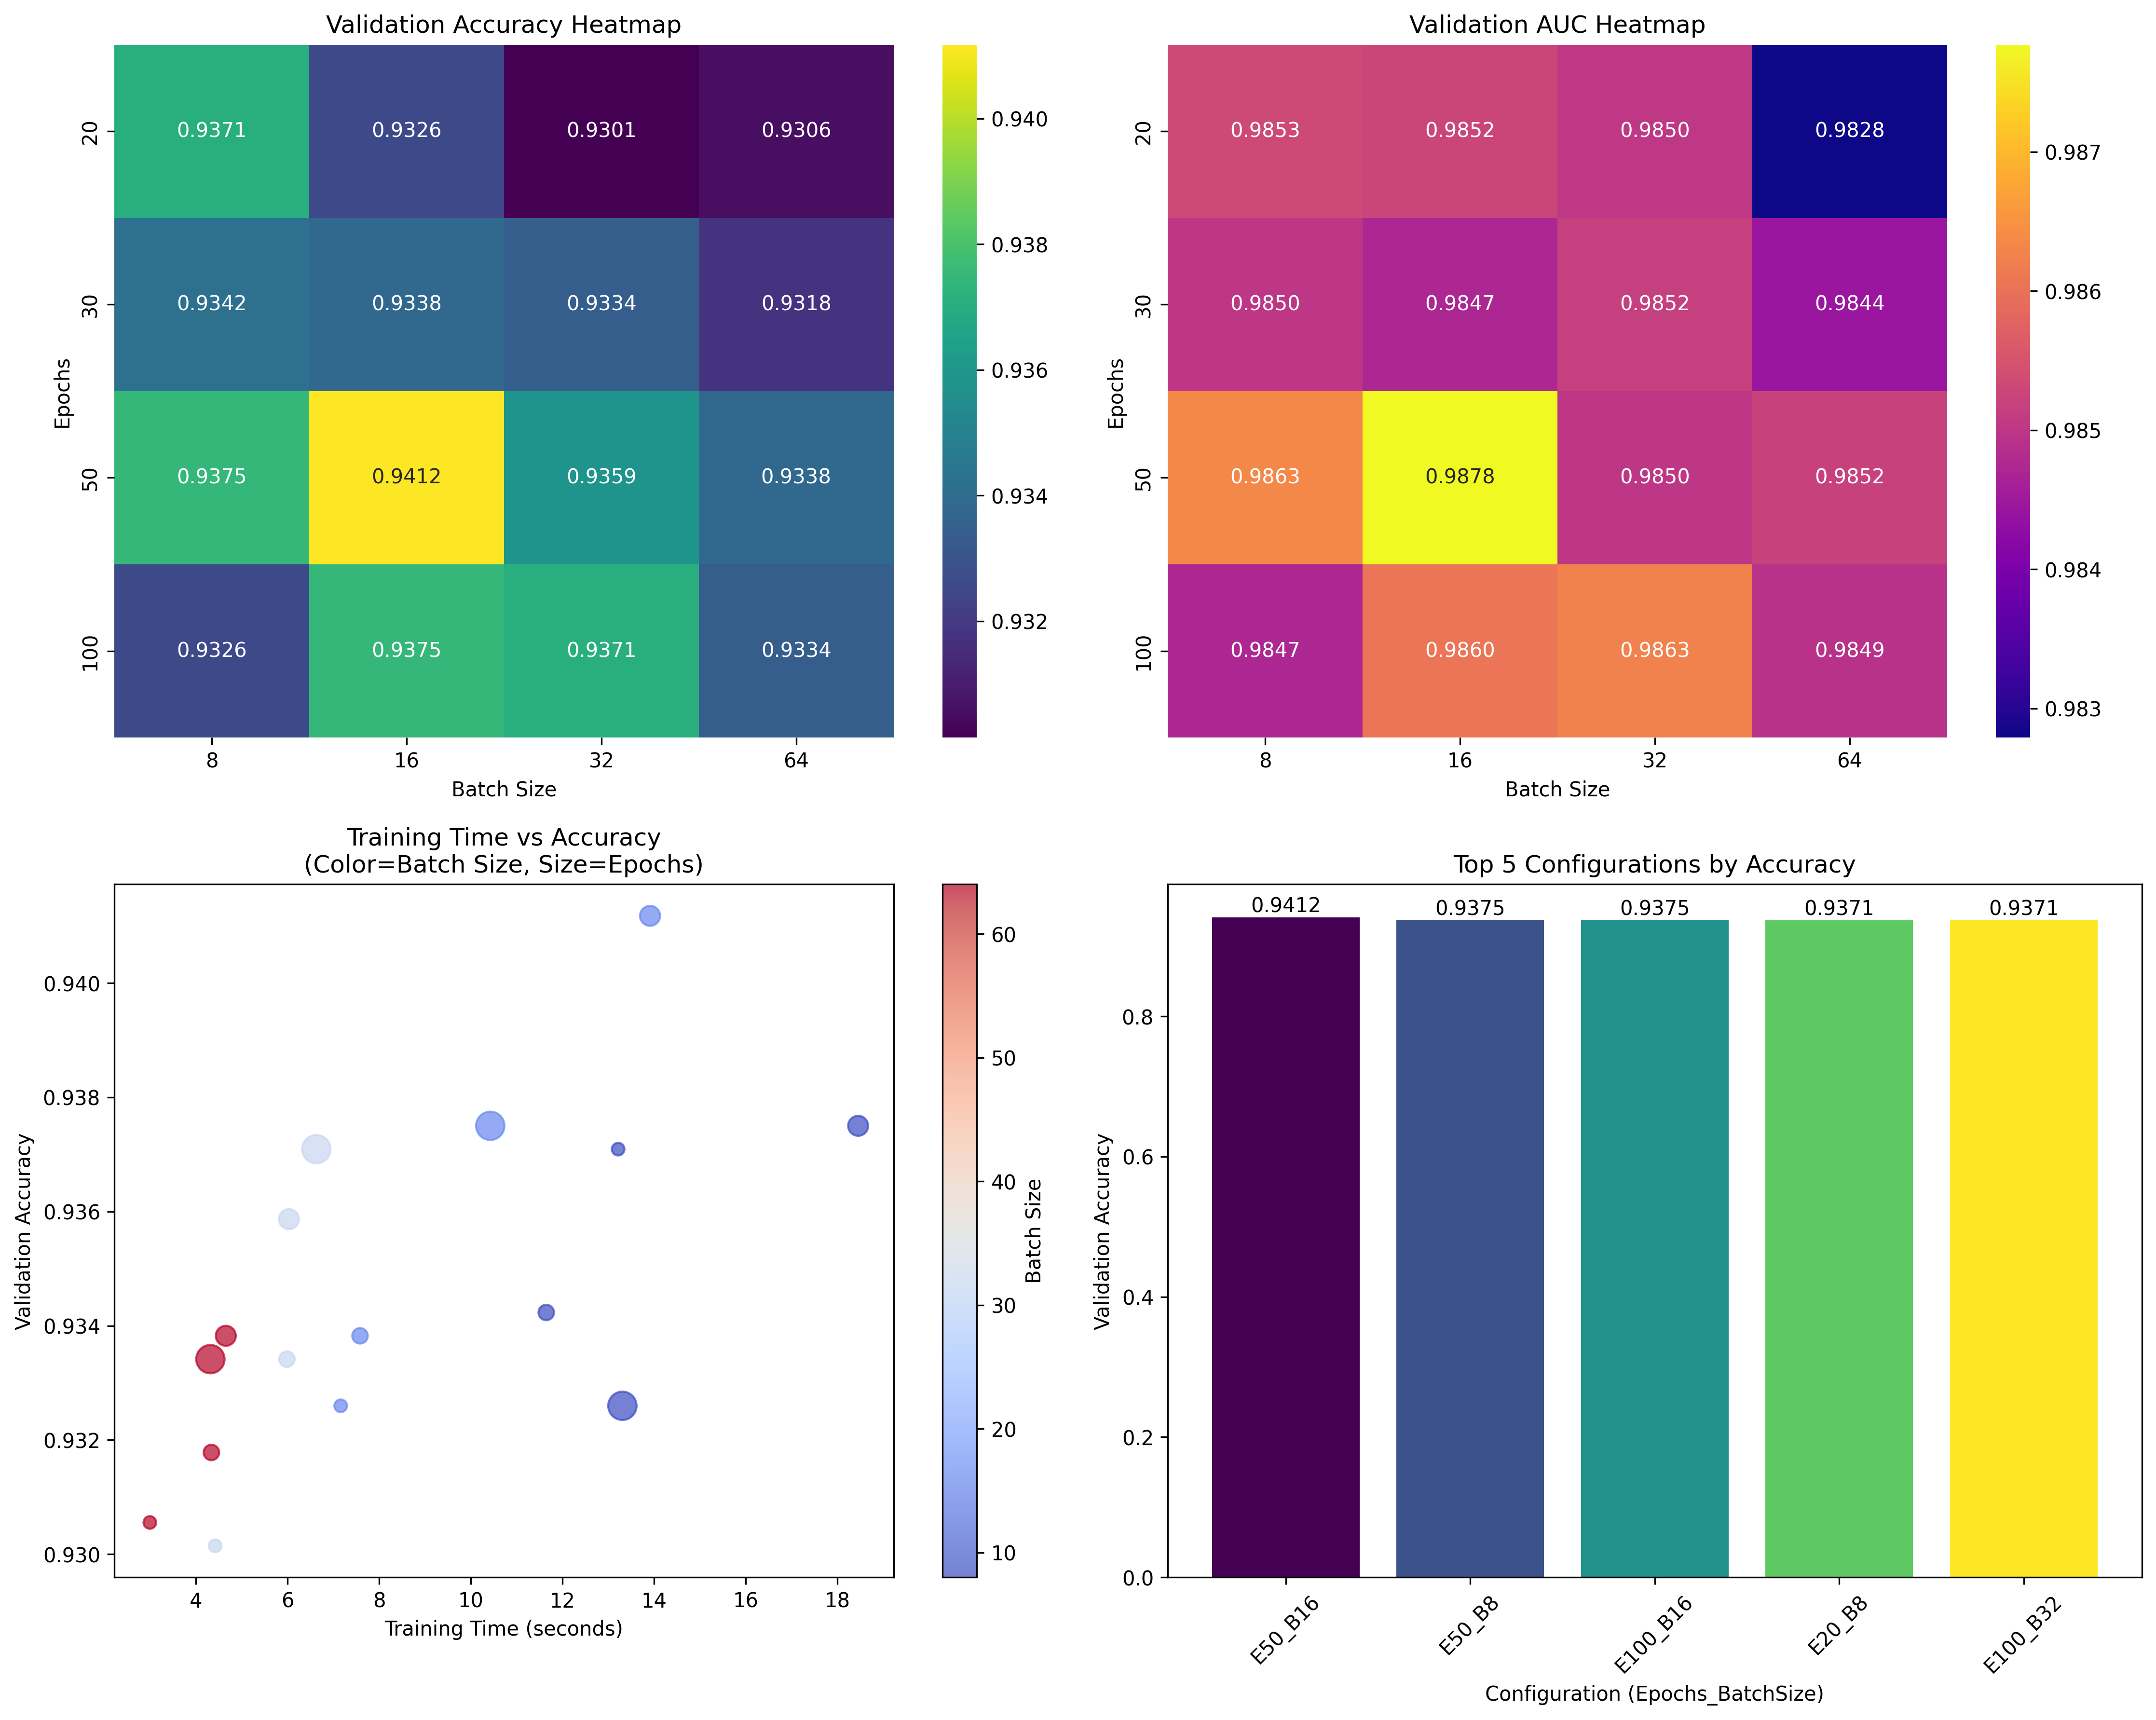 Validation Accuracy Heatmap
Epochs
20
0.9371 0.9326 0.9301 0.9306
30
0.9342 0.9338 0.9334 0.9318
50
0.9375 0.9412 0.9359 0.9338
100
0.9326 0.9375 0.9371 0.9334
8 16 32 64
Batch Size
0.940
0.938
0.936
0.934
0.932
Validation AUC Heatmap
Epochs
20
0.9853 0.9852 0.9850 0.9828
30
0.9850 0.9847 0.9852 0.9844
50
0.9863 0.9878 0.9850 0.9852
100
0.9847 0.9860 0.9863 0.9849
8 16 32 64
Batch Size
0.987
0.986
0.985
0.984
0.983
Training Time vs Accuracy
(Color=Batch Size, Size=Epochs)
Validation Accuracy
0.940
0.938
0.936
0.934
0.932
0.930
4 6 8 10 12 14 16 18
Training Time (seconds)
60
50
40
30
20
10
Batch Size
Top 5 Configurations by Accuracy
Validation Accuracy
0.8
0.6
0.4
0.2
0.0
0.9412 0.9375 0.9375 0.9371 0.9371
E50_B16 E50_B8 E100_B16 E20_B8 E100_B32
Configuration (Epochs_BatchSize)